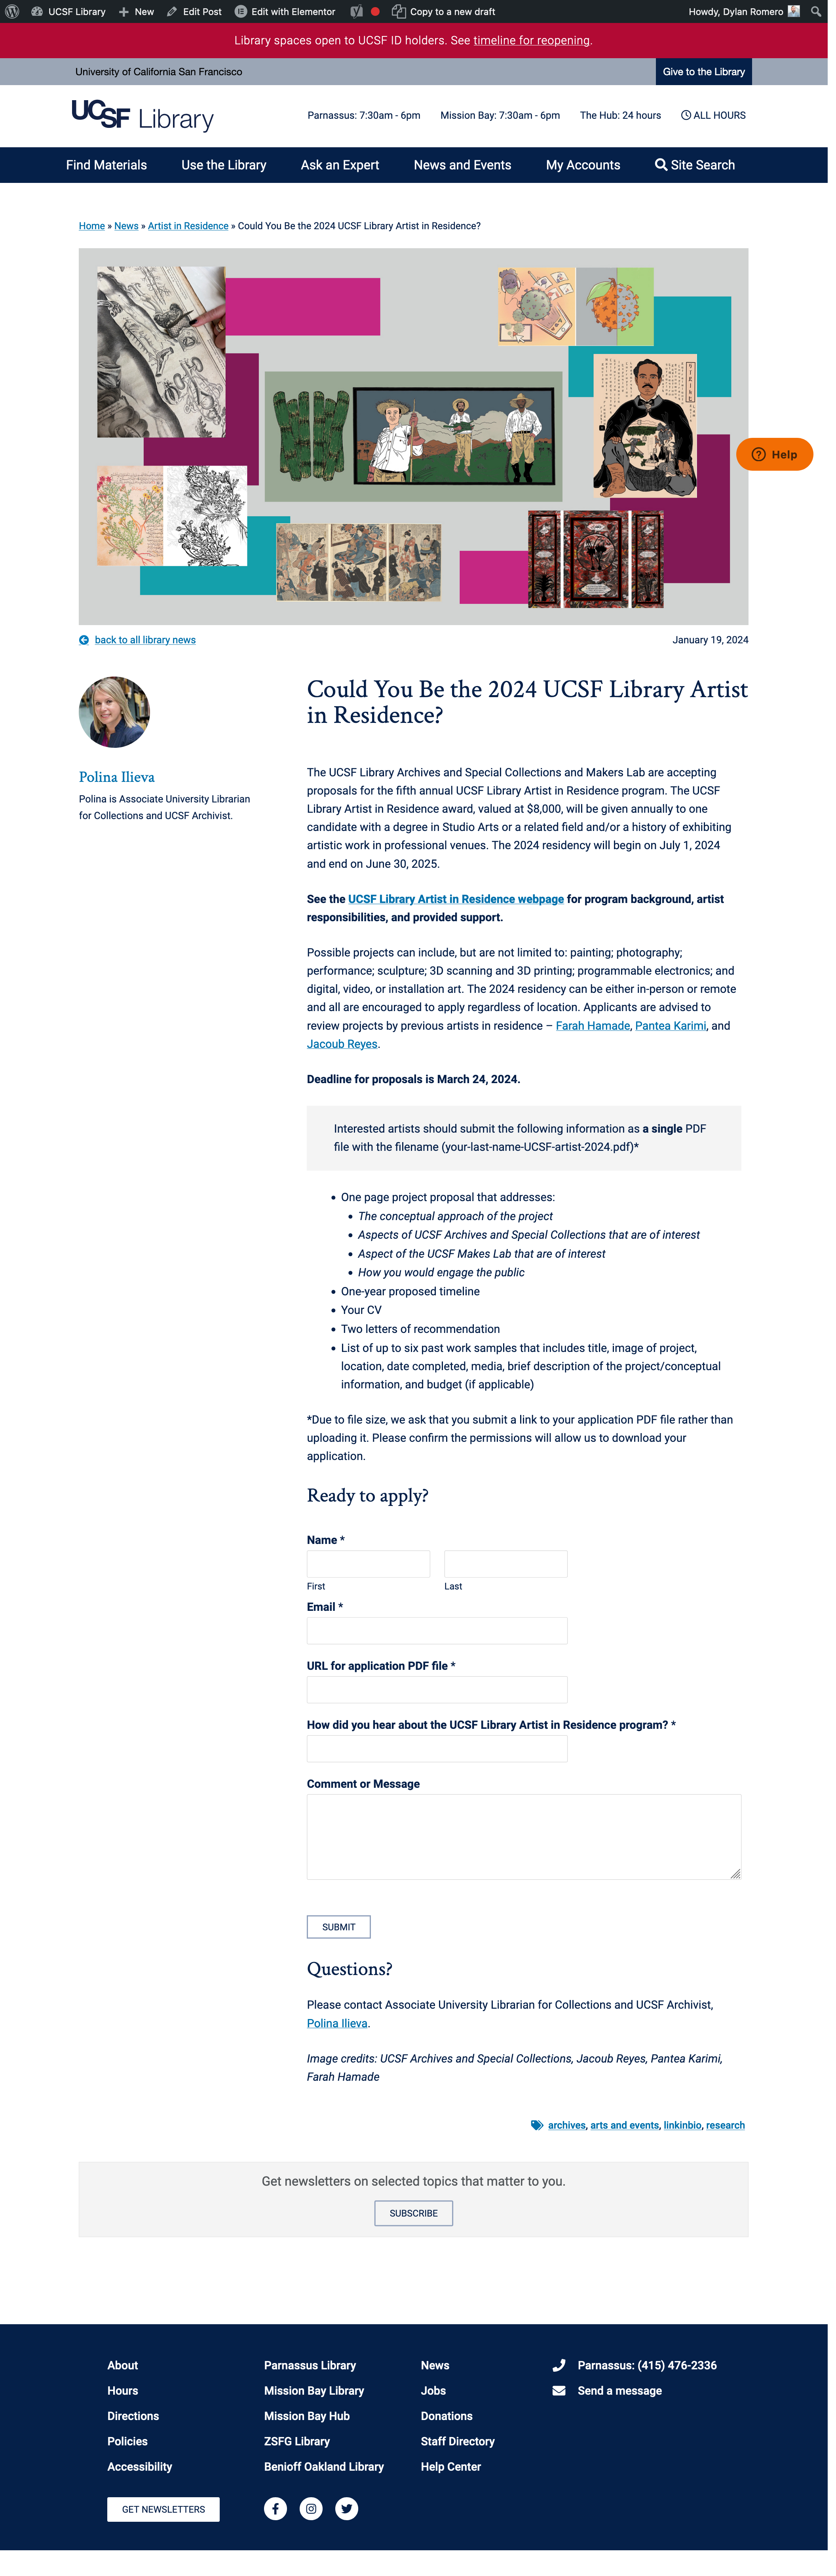 UCSF Library
New
Edit Post
Edit with Elementor
Copy to a new draft
Howdy, Dylan Romero
Library spaces open to UCSF ID holders. See timeline for reopening.
University of California San Francisco
Give to the Library
UCSF Library
Parnassus: 7:30am - 6pm
Mission Bay: 7:30am - 6pm
The Hub: 24 hours
ALL HOURS
Find Materials
Use the Library
Ask an Expert
News and Events
My Accounts
Site Search
Home » News » Artist in Residence » Could You Be the 2024 UCSF Library Artist in Residence?
Help
back to all library news
January 19, 2024
Polina Ilieva
Polina is Associate University Librarian
for Collections and UCSF Archivist.
Could You Be the 2024 UCSF Library Artist
in Residence?
The UCSF Library Archives and Special Collections and Makers Lab are accepting
proposals for the fifth annual UCSF Library Artist in Residence program. The UCSF
Library Artist in Residence award, valued at $8,000, will be given annually to one
candidate with a degree in Studio Arts or a related field and/or a history of exhibiting
artistic work in professional venues. The 2024 residency will begin on July 1, 2024
and end on June 30, 2025.
See the UCSF Library Artist in Residence webpage for program background, artist
responsibilities, and provided support.
Possible projects can include, but are not limited to: painting; photography;
performance; sculpture; 3D scanning and 3D printing; programmable electronics; and
digital, video, or installation art. The 2024 residency can be either in-person or remote
and all are encouraged to apply regardless of location. Applicants are advised to
review projects by previous artists in residence – Farah Hamade, Pantea Karimi, and
Jacoub Reyes.
Deadline for proposals is March 24, 2024.
Interested artists should submit the following information as a single PDF
file with the filename (your-last-name-UCSF-artist-2024.pdf)*
• One page project proposal that addresses:
• The conceptual approach of the project
• Aspects of UCSF Archives and Special Collections that are of interest
• Aspect of the UCSF Makes Lab that are of interest
• How you would engage the public
• One-year proposed timeline
• Your CV
• Two letters of recommendation
• List of up to six past work samples that includes title, image of project,
location, date completed, media, brief description of the project/conceptual
information, and budget (if applicable)
*Due to file size, we ask that you submit a link to your application PDF file rather than
uploading it. Please confirm the permissions will allow us to download your
application.
Ready to apply?
Name *
First
Last
Email *
URL for application PDF file *
How did you hear about the UCSF Library Artist in Residence program? *
Comment or Message
SUBMIT
Questions?
Please contact Associate University Librarian for Collections and UCSF Archivist,
Polina Ilieva.
Image credits: UCSF Archives and Special Collections, Jacoub Reyes, Pantea Karimi,
Farah Hamade
archives, arts and events, linkinbio, research
Get newsletters on selected topics that matter to you.
SUBSCRIBE
About
Hours
Directions
Policies
Accessibility
GET NEWSLETTERS
Parnassus Library
Mission Bay Library
Mission Bay Hub
ZSFG Library
Benioff Oakland Library
News
Jobs
Donations
Staff Directory
Help Center
Parnassus: (415) 476-2336
Send a message